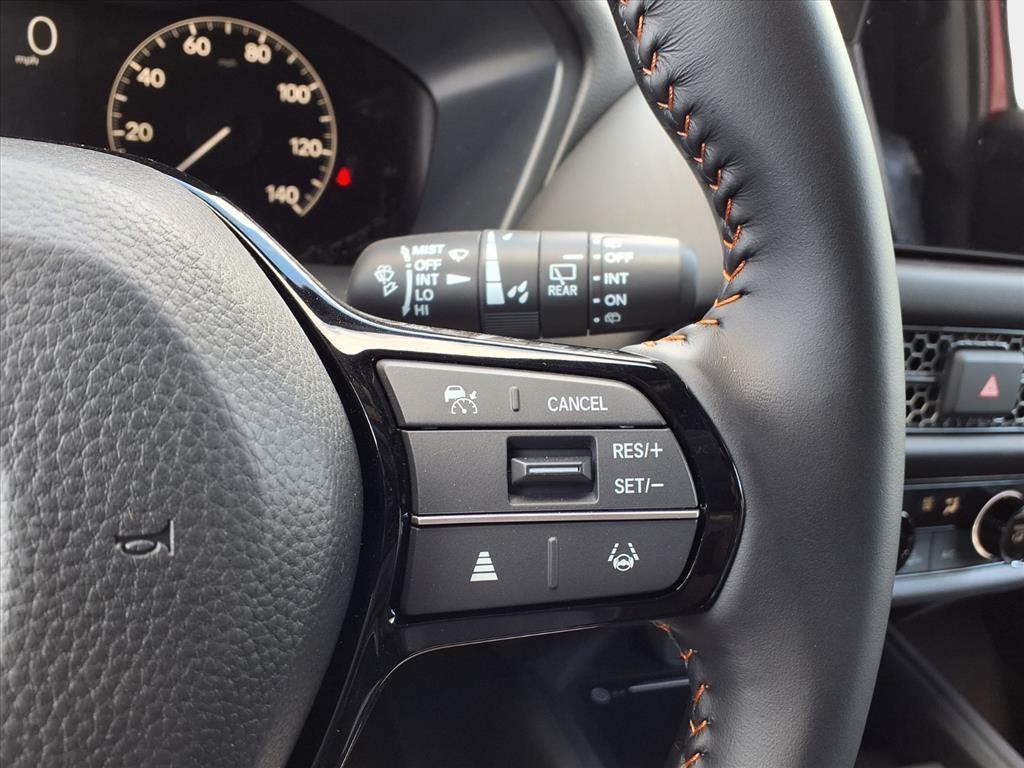 0
mph
20
40
60
80
100
120
140
MIST
OFF
INT
LO
HI
REAR
OFF
INT
ON
CANCEL
RES/+
SET/−